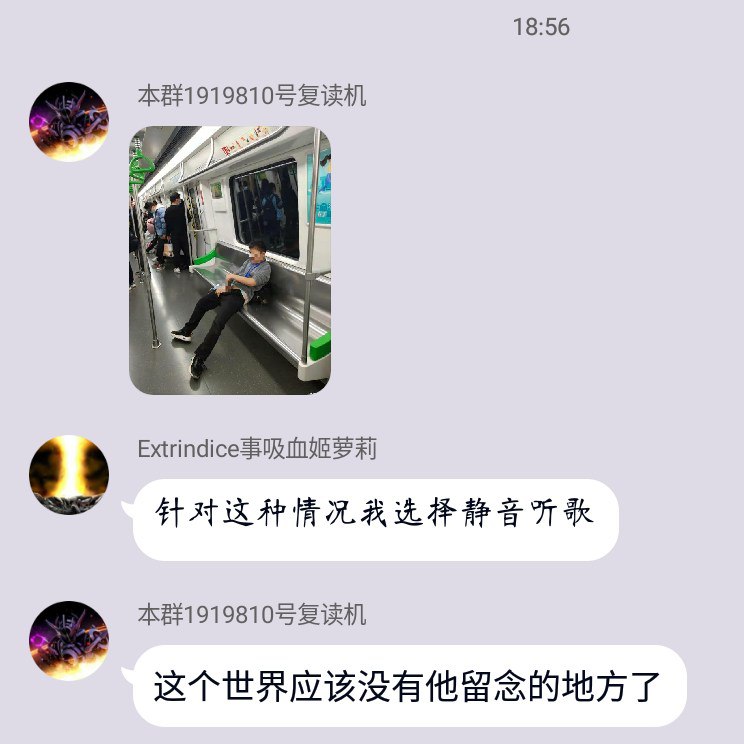 18:56
本群1919810号复读机
Extrindice事吸血姬萝莉
针对这种情况我选择静音听歌
本群1919810号复读机
这个世界应该没有他留念的地方了